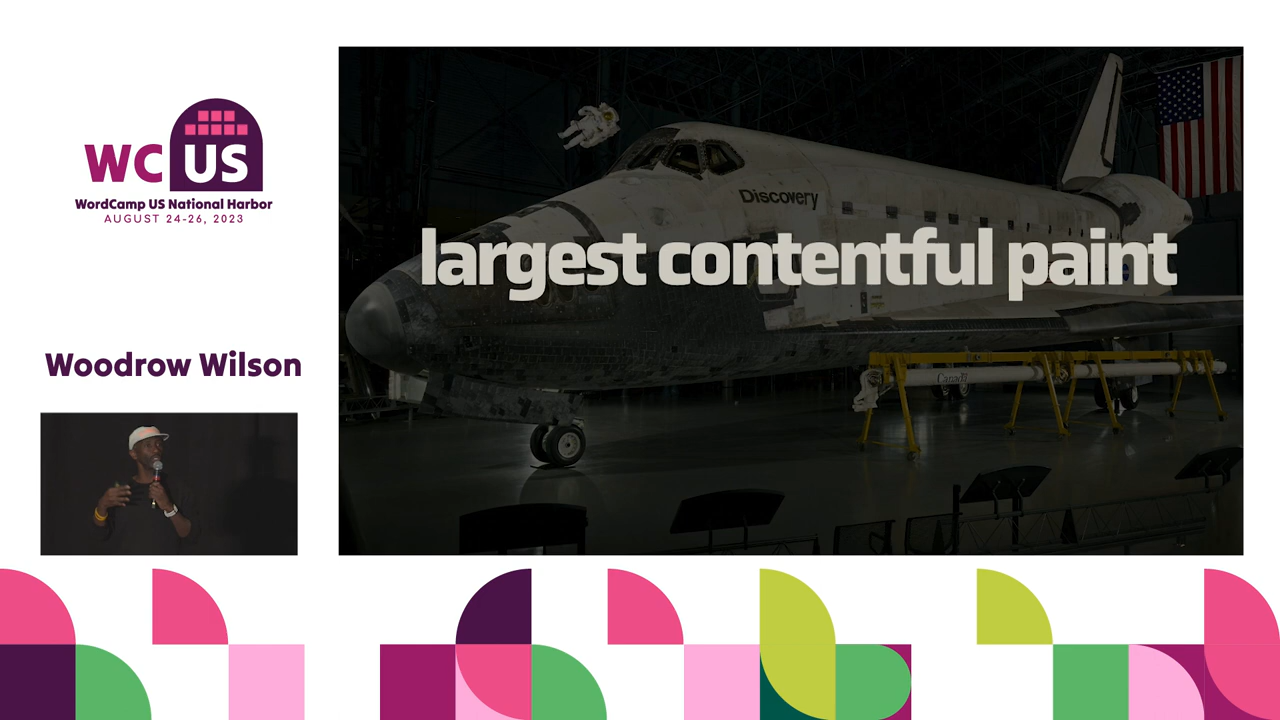 WC US
WordCamp US National Harbor
AUGUST 24-26, 2023
Woodrow Wilson
Discovery
largest contentful paint
Canada